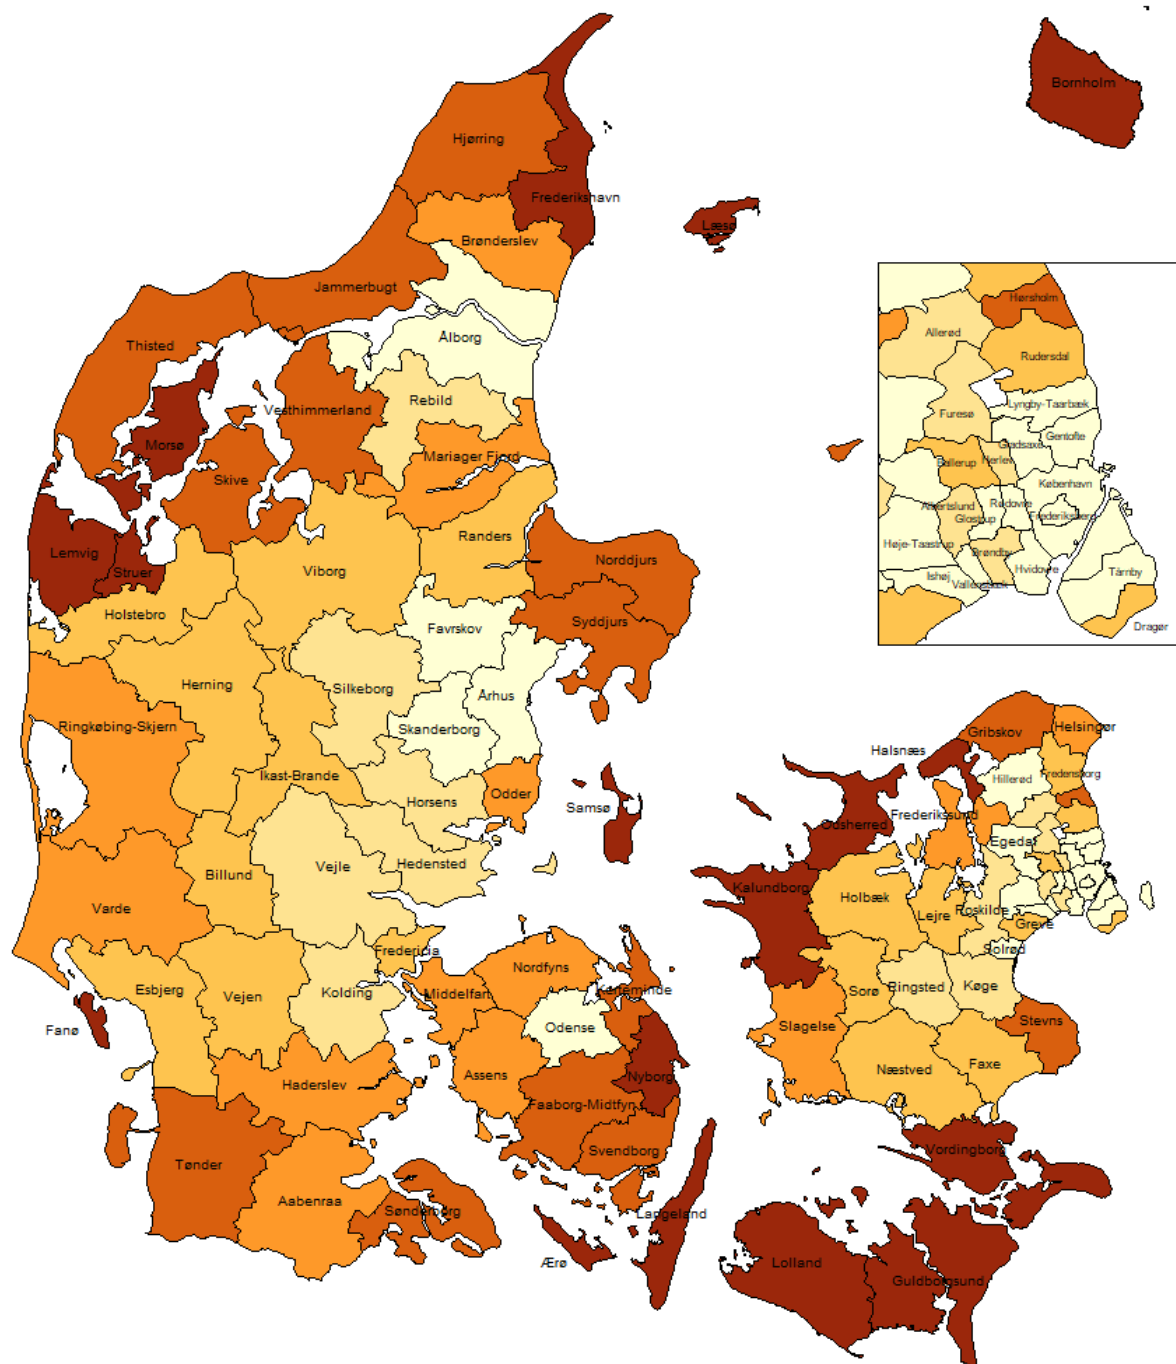 Bornholm
Hjørring
Frederikshavn
Læsø
Brønderslev
Jammerbugt
Hørsholm
Allerød
Ålborg
Thisted
Rudersdal
Rebild
Vesthimmerland
Lyngby-Taarbæk
Furesø
Gentofte
Morsø
Gladsaxe
Mariager Fjord
Ballerup
Herlev
Skive
København
Albertslund
Rødovre
Frederiksberg
Glostrup
Randers
Høje-Taastrup
Lemvig
Brøndby
Norddjurs
Struer
Viborg
Ishøj
Vallensbæk
Hvidovre
Tårnby
Holstebro
Favrskov
Syddjurs
Dragør
Herning
Silkeborg
Århus
Ringkøbing-Skjern
Skanderborg
Gribskov
Helsingør
Halsnæs
Ikast-Brande
Hillerød
Fredensborg
Horsens
Odder
Samsø
Frederikssund
Odsherred
Egedal
Vejle
Hedensted
Billund
Kalundborg
Holbæk
Varde
Lejre
Roskilde
Greve
Fredericia
Solrød
Nordfyns
Esbjerg
Vejen
Kolding
Middelfart
Kerteminde
Sorø
Ringsted
Køge
Fanø
Odense
Slagelse
Stevns
Haderslev
Assens
Nyborg
Næstved
Faxe
Faaborg-Midtfyn
Svendborg
Vordingborg
Tønder
Aabenraa
Sønderborg
Langeland
Ærø
Lolland
Guldborgsund